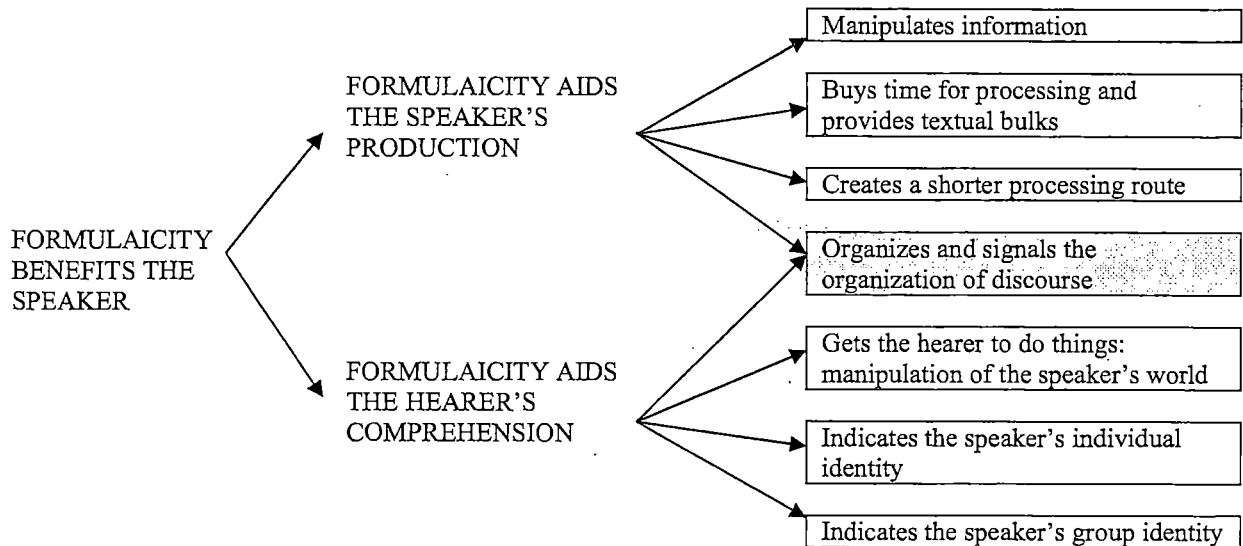 FORMULAICITY
BENEFITS THE
SPEAKER
FORMULAICITY AIDS
THE SPEAKER'S
PRODUCTION
FORMULAICITY AIDS
THE HEARER'S
COMPREHENSION
Manipulates information
Buys time for processing and
provides textual bulks
Creates a shorter processing route
Organizes and signals the
organization of discourse
Gets the hearer to do things:
manipulation of the speaker's world
Indicates the speaker's individual
identity
Indicates the speaker's group identity